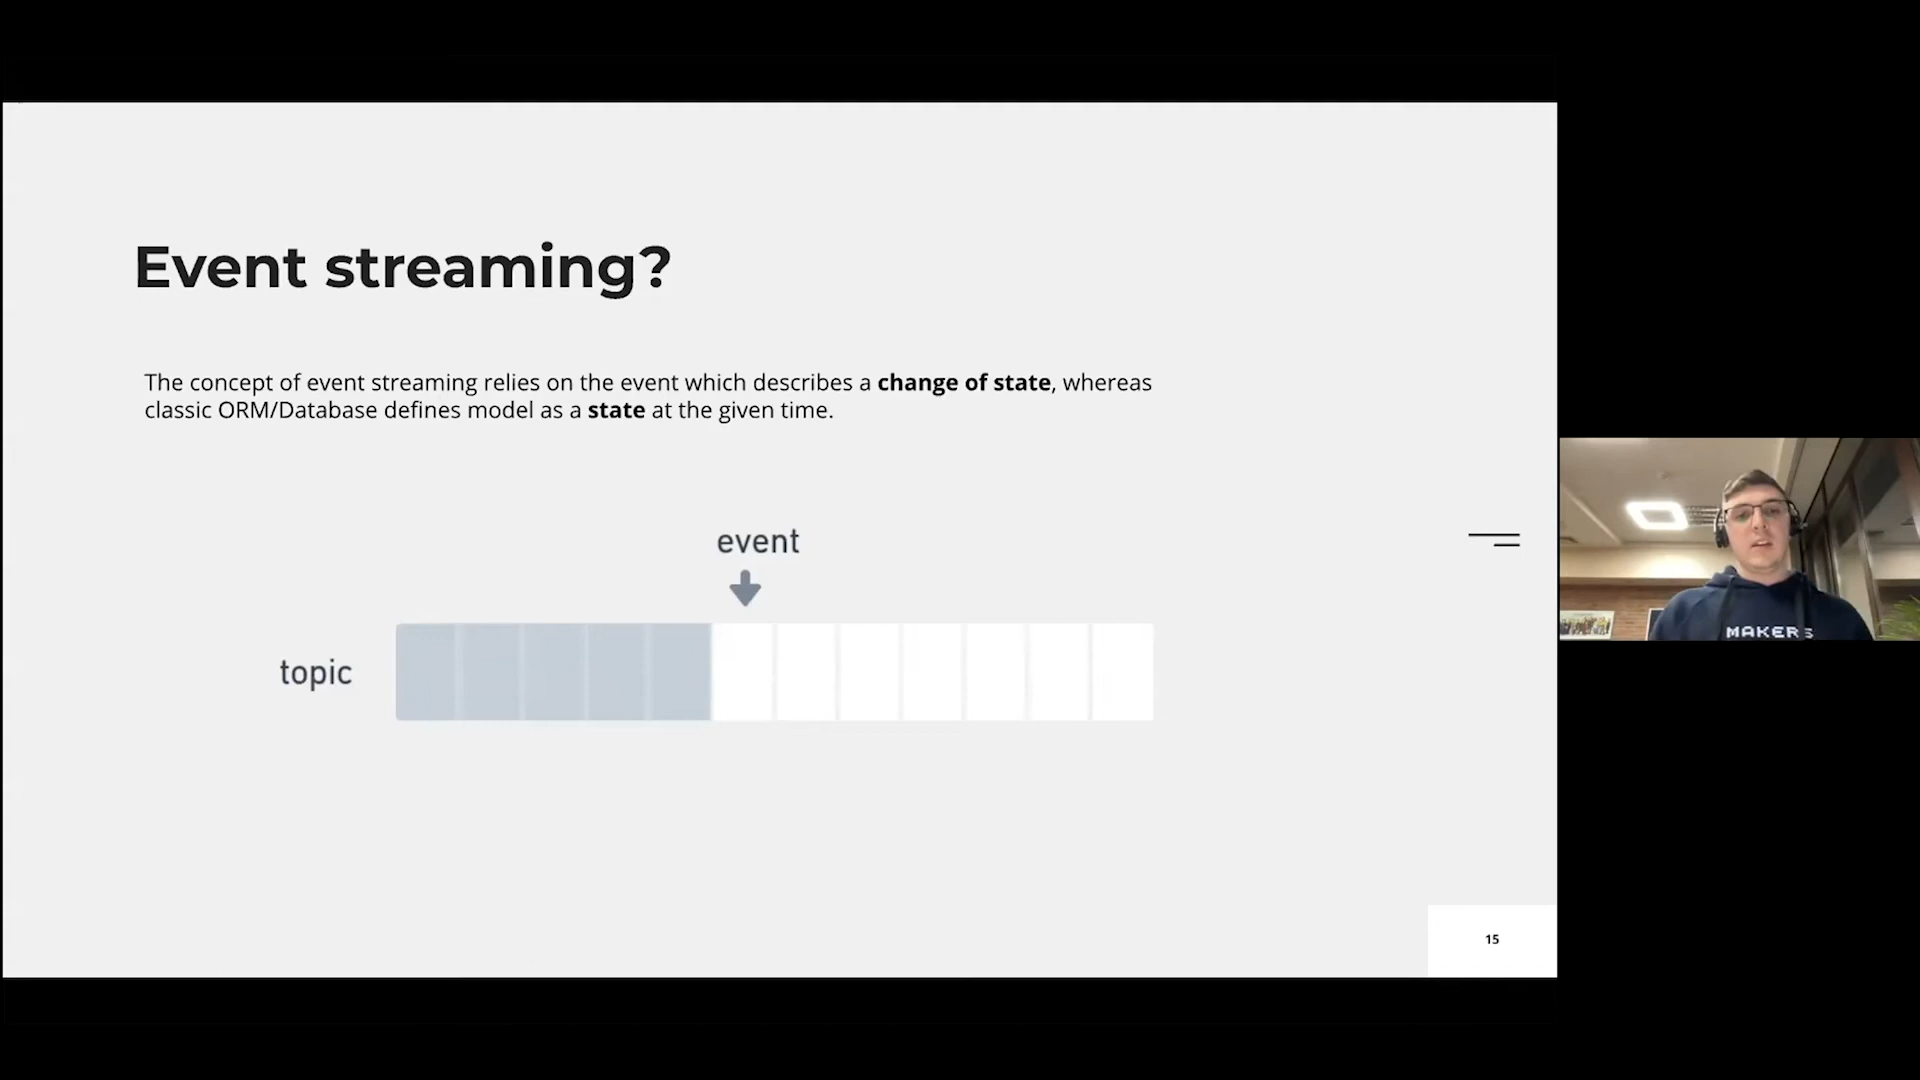 Event streaming?
The concept of event streaming relies on the event which describes a change of state, whereas
classic ORM/Database defines model as a state at the given time.
event
topic
MAKERS
15